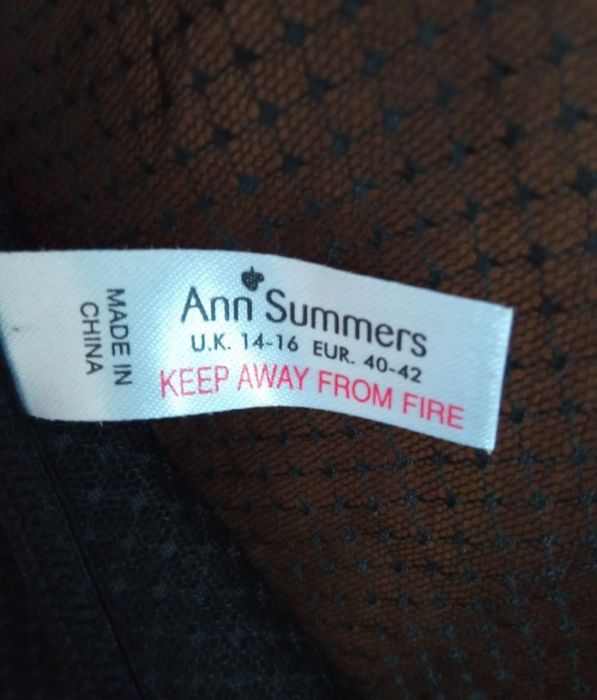 Ann Summers
U.K. 14-16 EUR. 40-42
KEEP AWAY FROM FIRE
MADE IN
CHINA